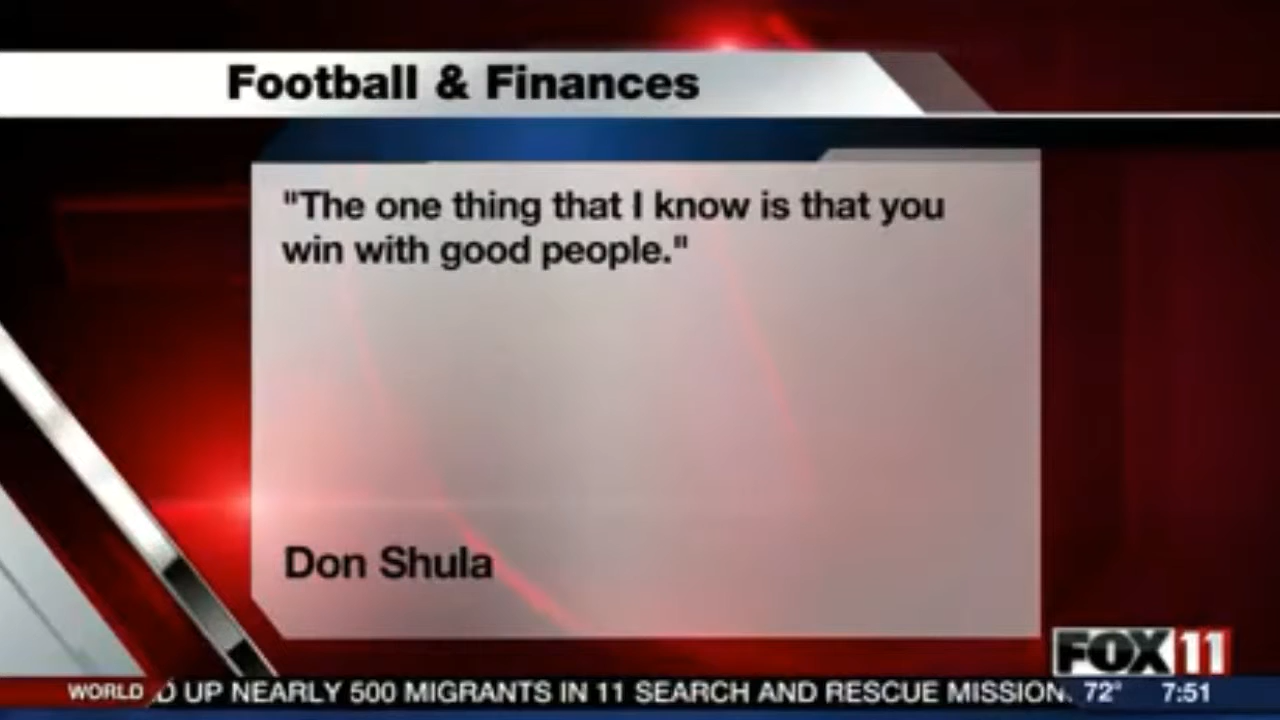 Football & Finances
"The one thing that I know is that you
win with good people."
Don Shula
FOX 11
WORLD UP NEARLY 500 MIGRANTS IN 11 SEARCH AND RESCUE MISSION 72° 7:51